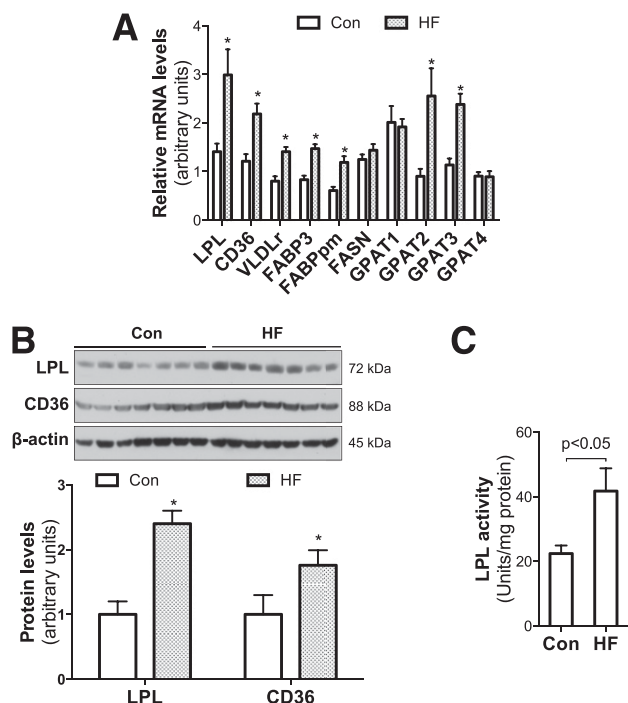 A
Con HF
Relative mRNA levels
(arbitrary units)
4
3
2
1
0
* * * * * * *
LPL CD36 VLDLr FABP3 FABPpm FASN GPAT1 GPAT2 GPAT3 GPAT4
B
Con HF
LPL 72 kDa
CD36 88 kDa
β-actin 45 kDa
Con HF
Protein levels
(arbitrary units)
3
2
1
0
* *
LPL CD36
C
LPL activity
(Units/mg protein)
60
40
20
0
p<0.05
Con HF